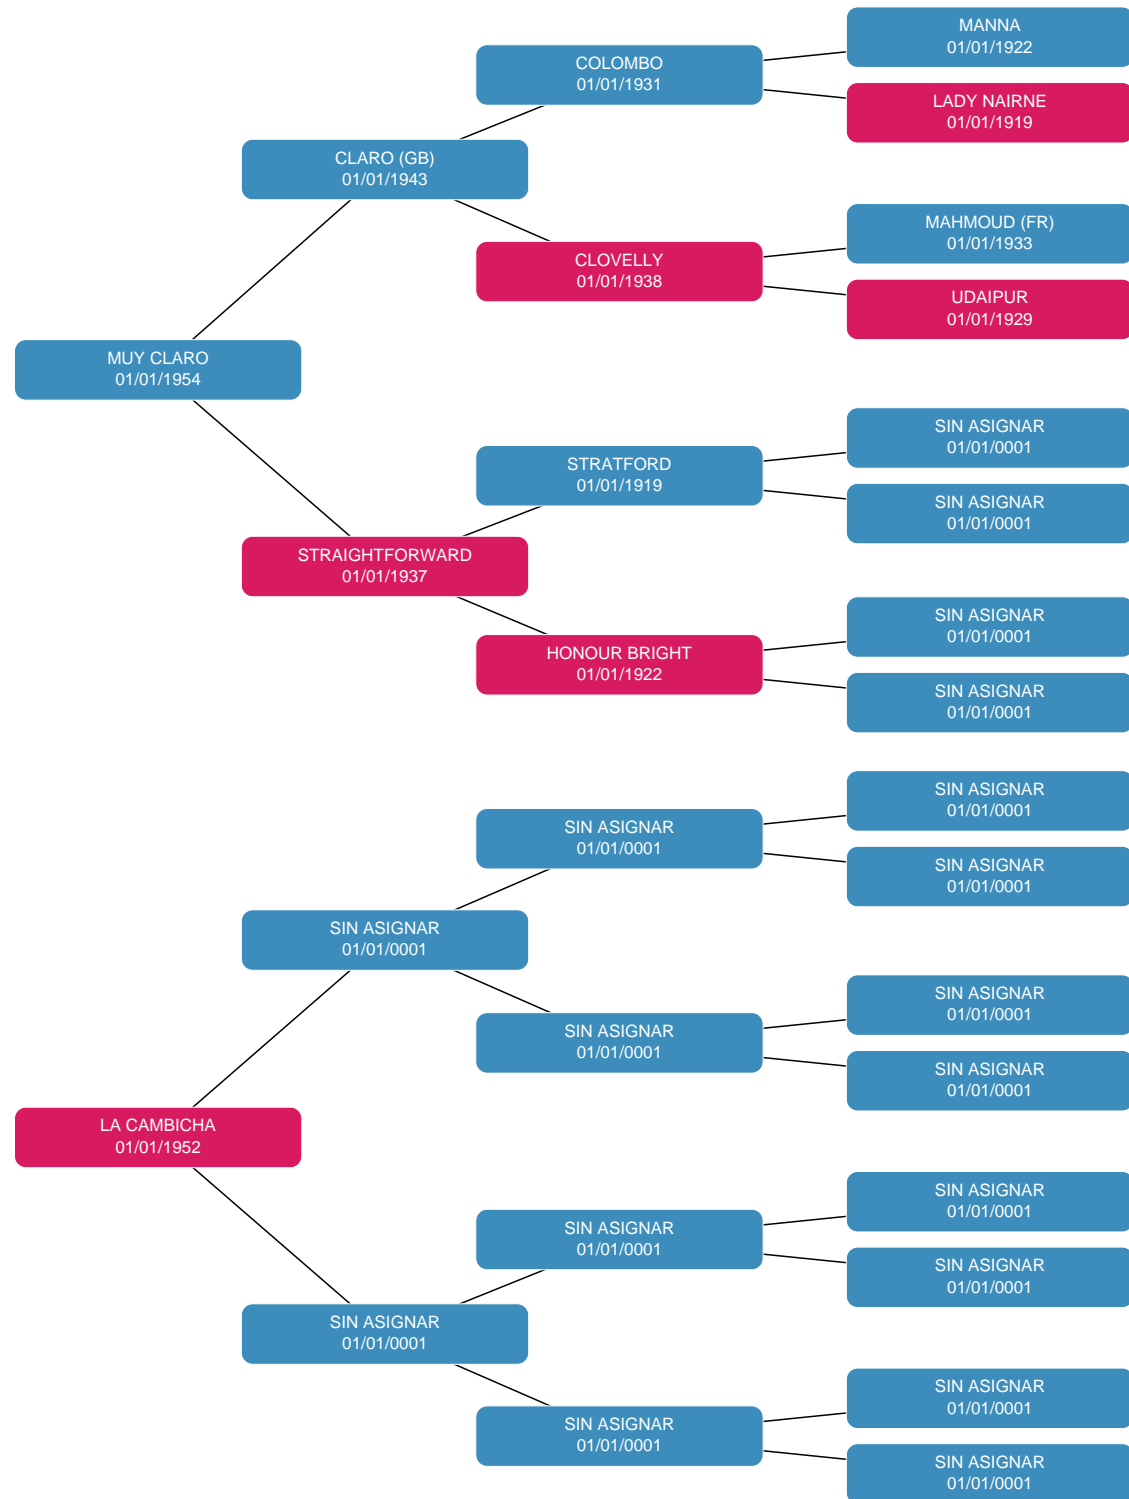 MANNA
01/01/1922
COLOMBO
01/01/1931
LADY NAIRNE
01/01/1919
CLARO (GB)
01/01/1943
MAHMOUD (FR)
01/01/1933
CLOVELLY
01/01/1938
UDAIPUR
01/01/1929
MUY CLARO
01/01/1954
SIN ASIGNAR
01/01/0001
STRATFORD
01/01/1919
SIN ASIGNAR
01/01/0001
STRAIGHTFORWARD
01/01/1937
SIN ASIGNAR
01/01/0001
HONOUR BRIGHT
01/01/1922
SIN ASIGNAR
01/01/0001
SIN ASIGNAR
01/01/0001
SIN ASIGNAR
01/01/0001
SIN ASIGNAR
01/01/0001
SIN ASIGNAR
01/01/0001
SIN ASIGNAR
01/01/0001
SIN ASIGNAR
01/01/0001
SIN ASIGNAR
01/01/0001
LA CAMBICHA
01/01/1952
SIN ASIGNAR
01/01/0001
SIN ASIGNAR
01/01/0001
SIN ASIGNAR
01/01/0001
SIN ASIGNAR
01/01/0001
SIN ASIGNAR
01/01/0001
SIN ASIGNAR
01/01/0001
SIN ASIGNAR
01/01/0001